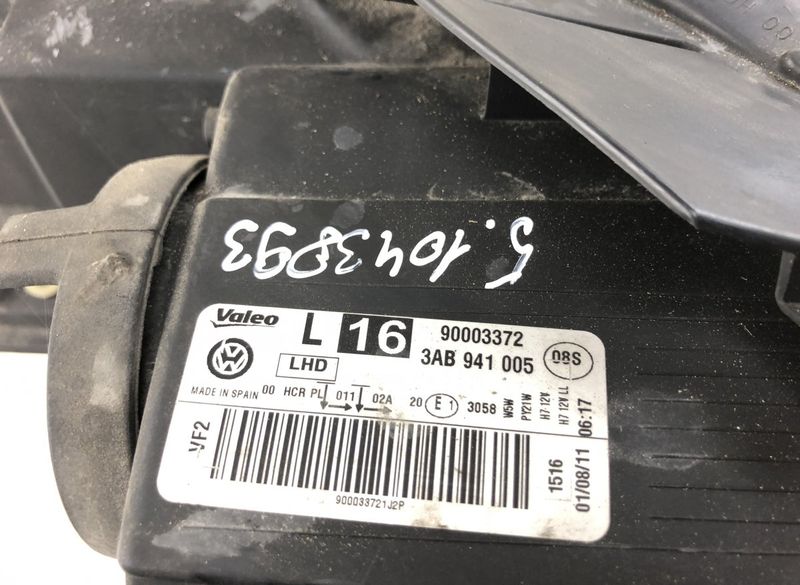 5.1043893
Valeo L 16 90003372
LHD 3AB 941 005 08S
MADE IN SPAIN 00 HCR PL 011 02A 20 E1 3058
W5W
PY21W
H7 12V
H7 12V LL
06:17
VF2
1516
01/08/11
900033721J2P